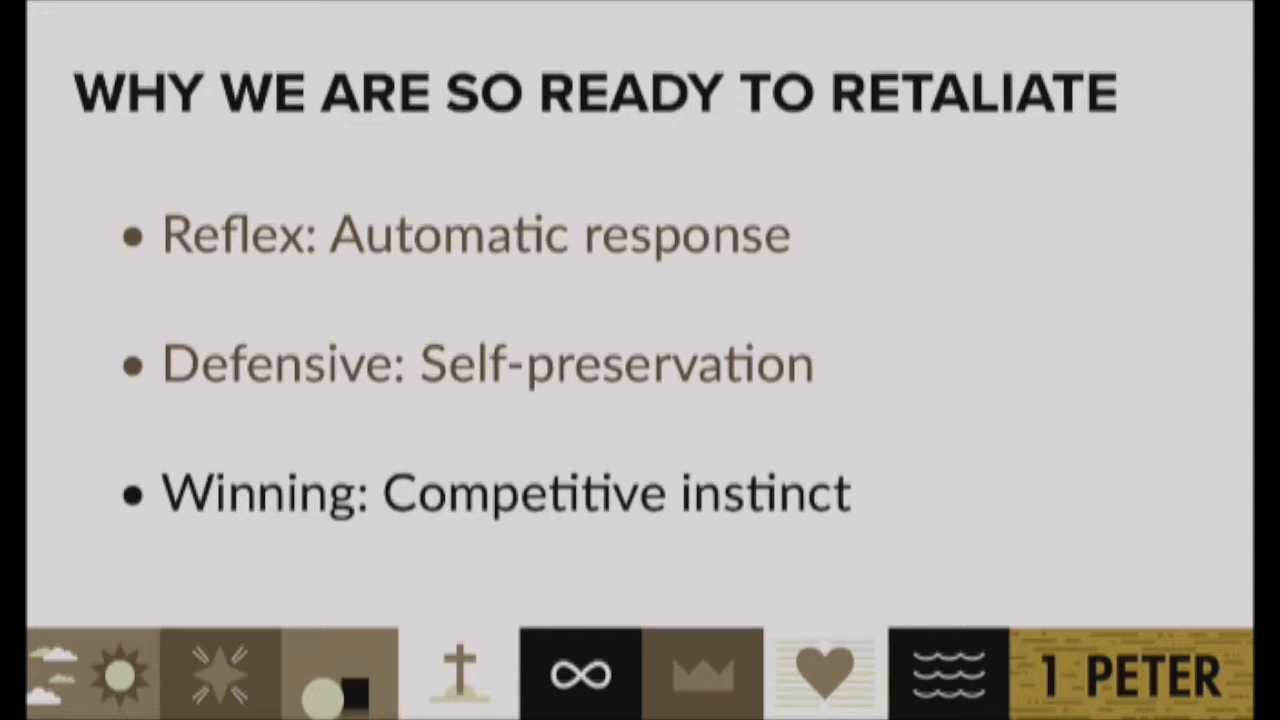 WHY WE ARE SO READY TO RETALIATE
• Reflex: Automatic response
• Defensive: Self-preservation
• Winning: Competitive instinct
1 PETER